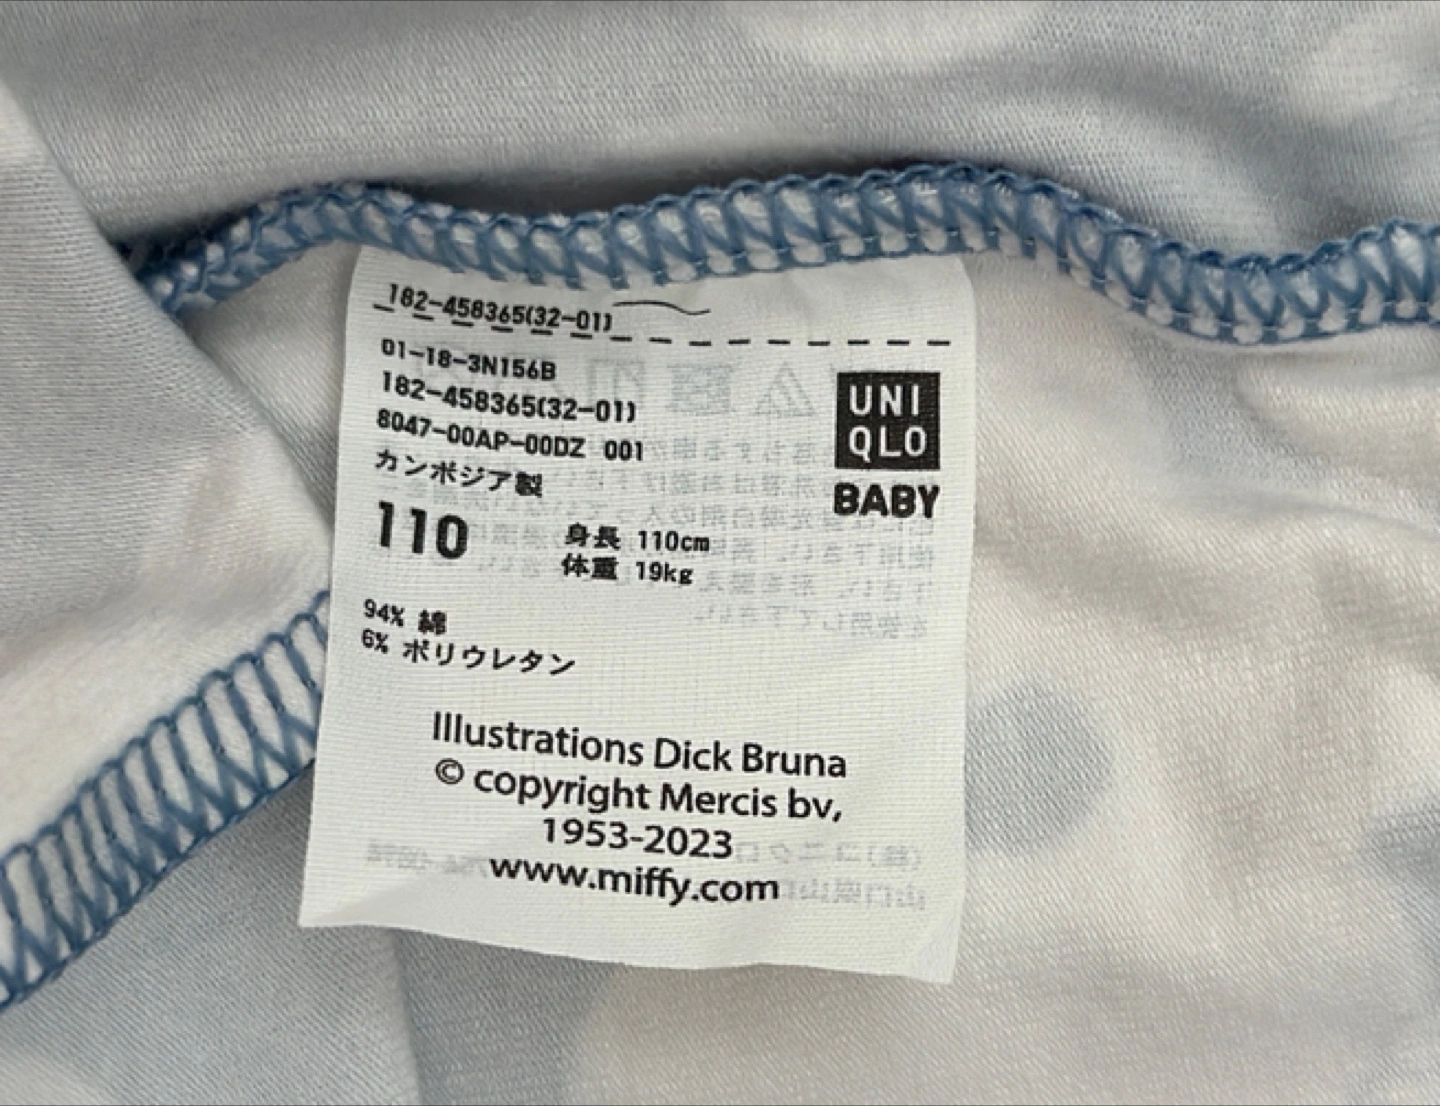 182-458365(32-01)
01-18-3N156B
182-458365(32-01)
8047-00AP-00DZ 001
カンボジア製
UNI
QLO
BABY
110
身長 110cm
体重 19kg
94% 綿
6% ポリウレタン
Illustrations Dick Bruna
© copyright Mercis bv,
1953-2023
www.miffy.com